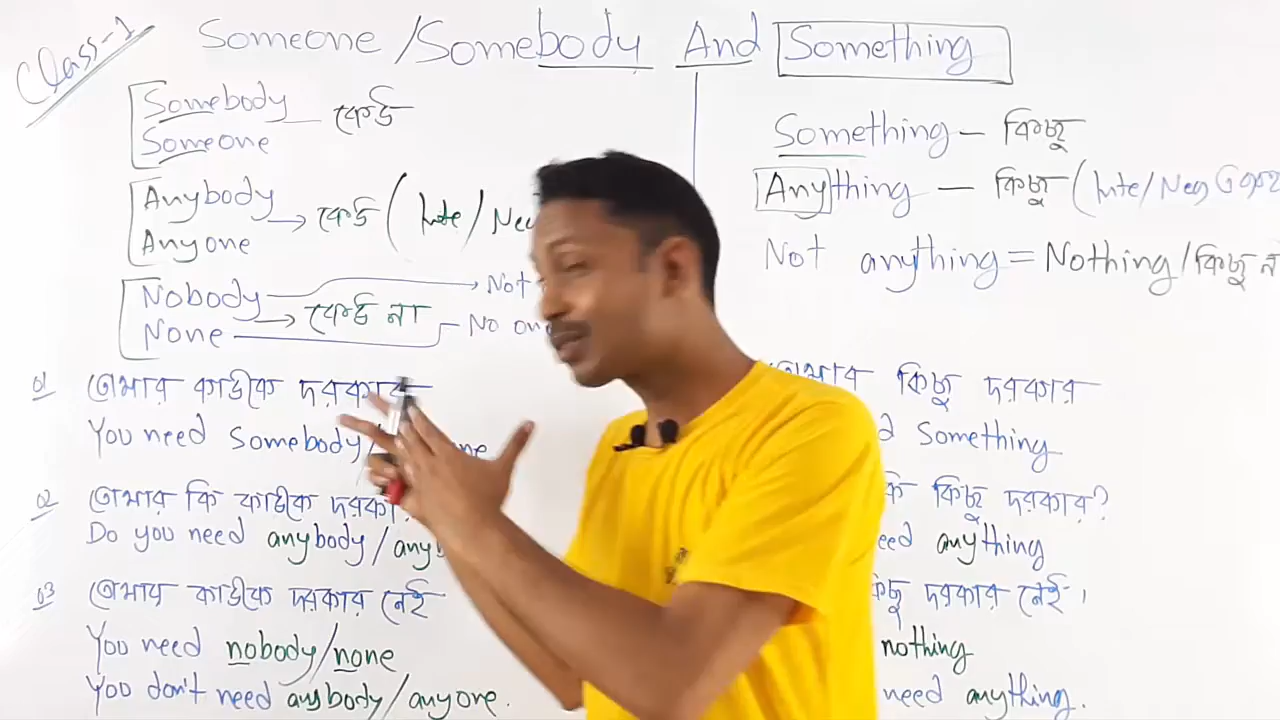 Class-1
Someone/Somebody And Something
Somebody
Someone
কেউ
Anybody
Anyone
→ কেউ (Inte/Neg
Nobody
None
→ কেউ না
Not
No one
01 তোমার কাউকে দরকার
You need Somebody/
02 তোমার কি কাউকে দরকার
Do you need anybody/
03 তোমার কাউকে দরকার নেই
You need nobody/none
You don't need anybody/anyone.
Something – কিছু
Anything – কিছু (Inte/Neg
Not anything = Nothing/কিছু
তোমার কিছু দরকার
Something
কিছু দরকার?
anything
দরকার নেই।
nothing
need anything.